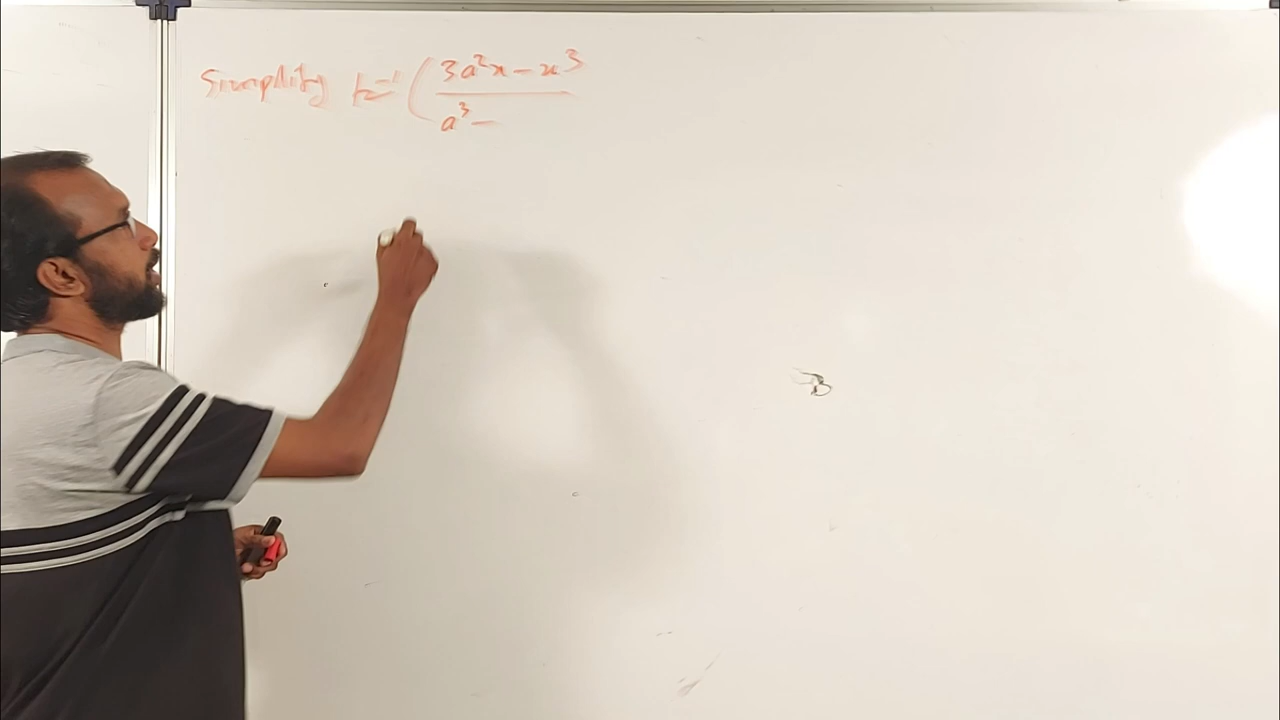 Simplify tan⁻¹ ( 3a²x - x³
a³ -